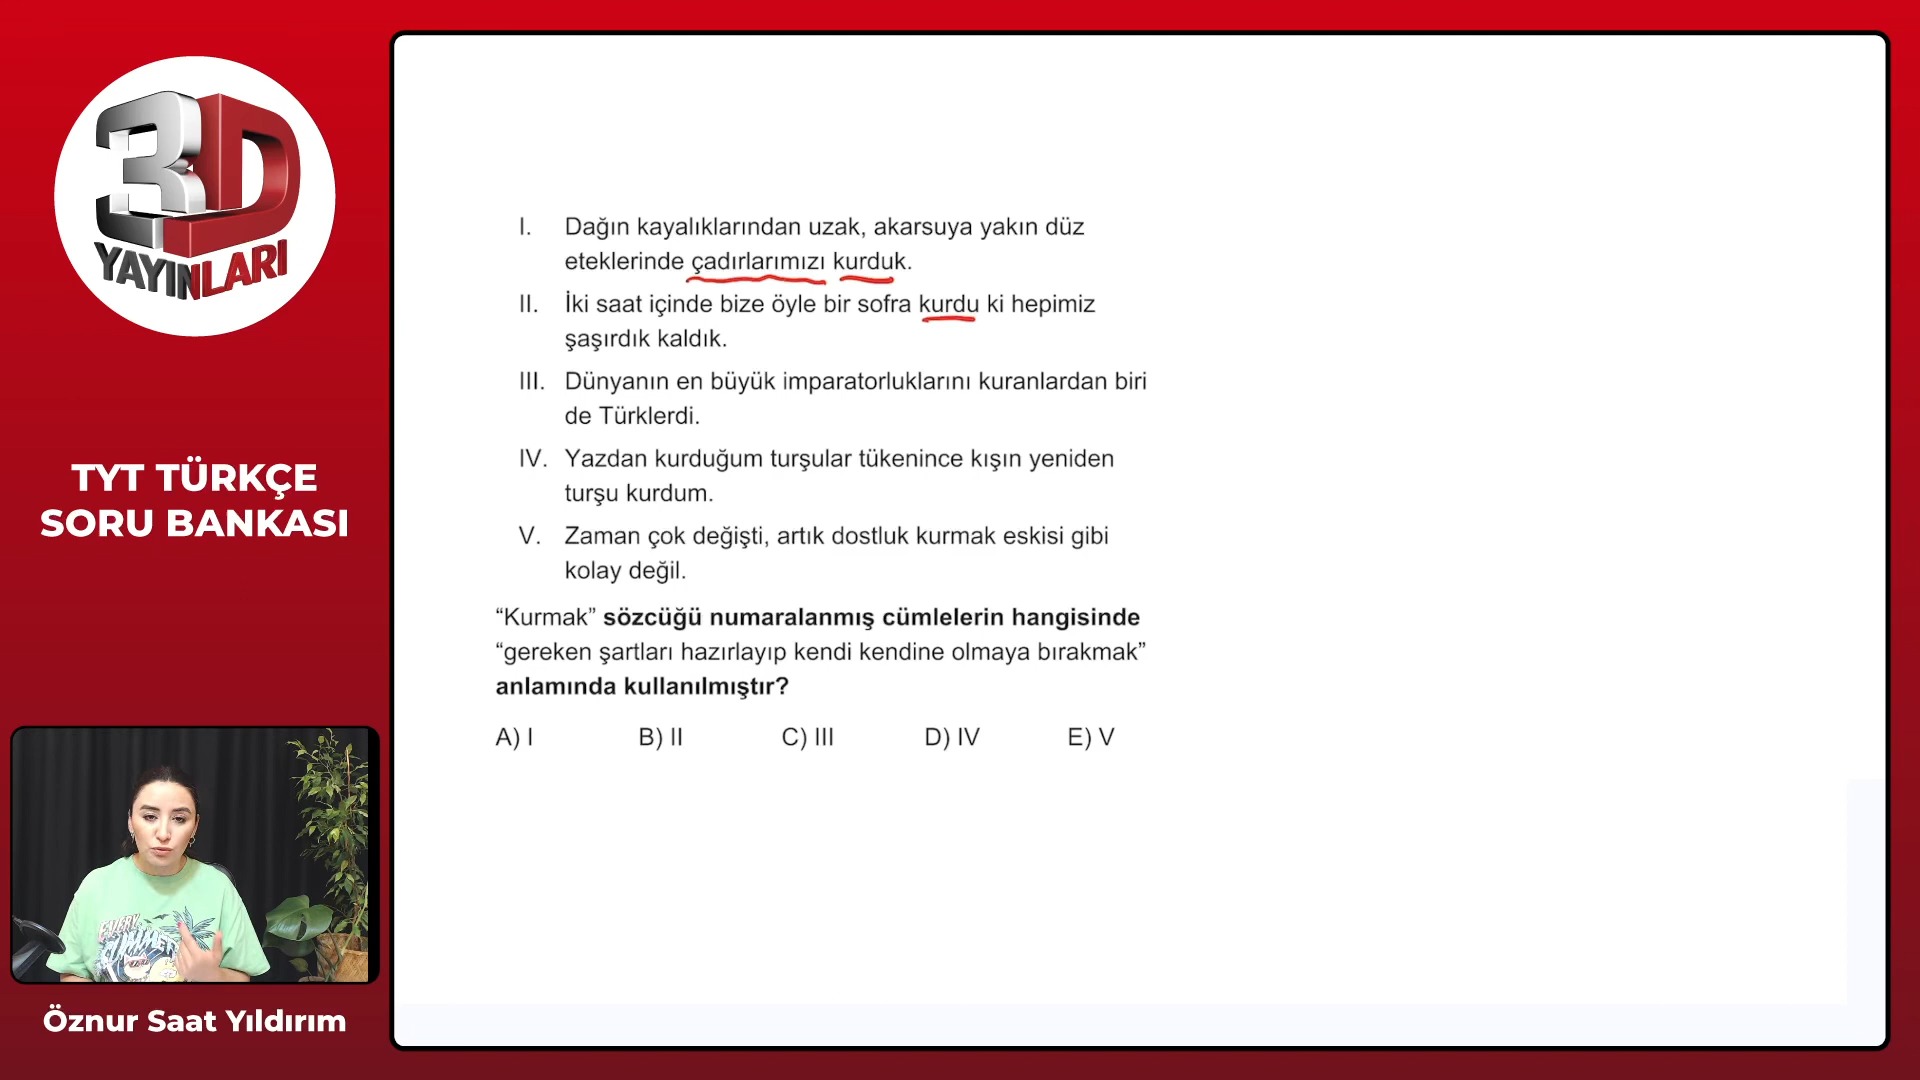 3D
YAYINLARI
TYT TÜRKÇE
SORU BANKASI
I. Dağın kayalıklarından uzak, akarsuya yakın düz
eteklerinde çadırlarımızı kurduk.
II. İki saat içinde bize öyle bir sofra kurdu ki hepimiz
şaşırdık kaldık.
III. Dünyanın en büyük imparatorluklarını kuranlardan biri
de Türklerdi.
IV. Yazdan kurduğum turşular tükenince kışın yeniden
turşu kurdum.
V. Zaman çok değişti, artık dostluk kurmak eskisi gibi
kolay değil.
“Kurmak” sözcüğü numaralanmış cümlelerin hangisinde
“gereken şartları hazırlayıp kendi kendine olmaya bırakmak”
anlamında kullanılmıştır?
A) I B) II C) III D) IV E) V
Öznur Saat Yıldırım